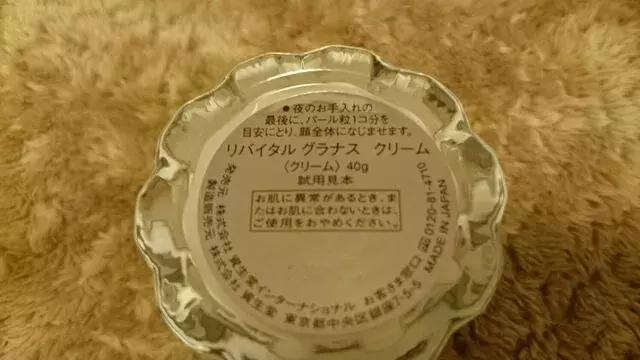 ●夜のお手入れの
最後に、パール粒1コ分を
目安にとり、顔全体になじませます。
リバイタル グラナス クリーム
〈クリーム〉40g
試用見本
お肌に異常があるとき、ま
たはお肌に合わないときは、
ご使用をおやめください。
発売元 株式会社 資生堂インターナショナル お客さま窓口 0120-81-4710
製造販売元 株式会社 資生堂 東京都中央区銀座7-5-5 MADE IN JAPAN